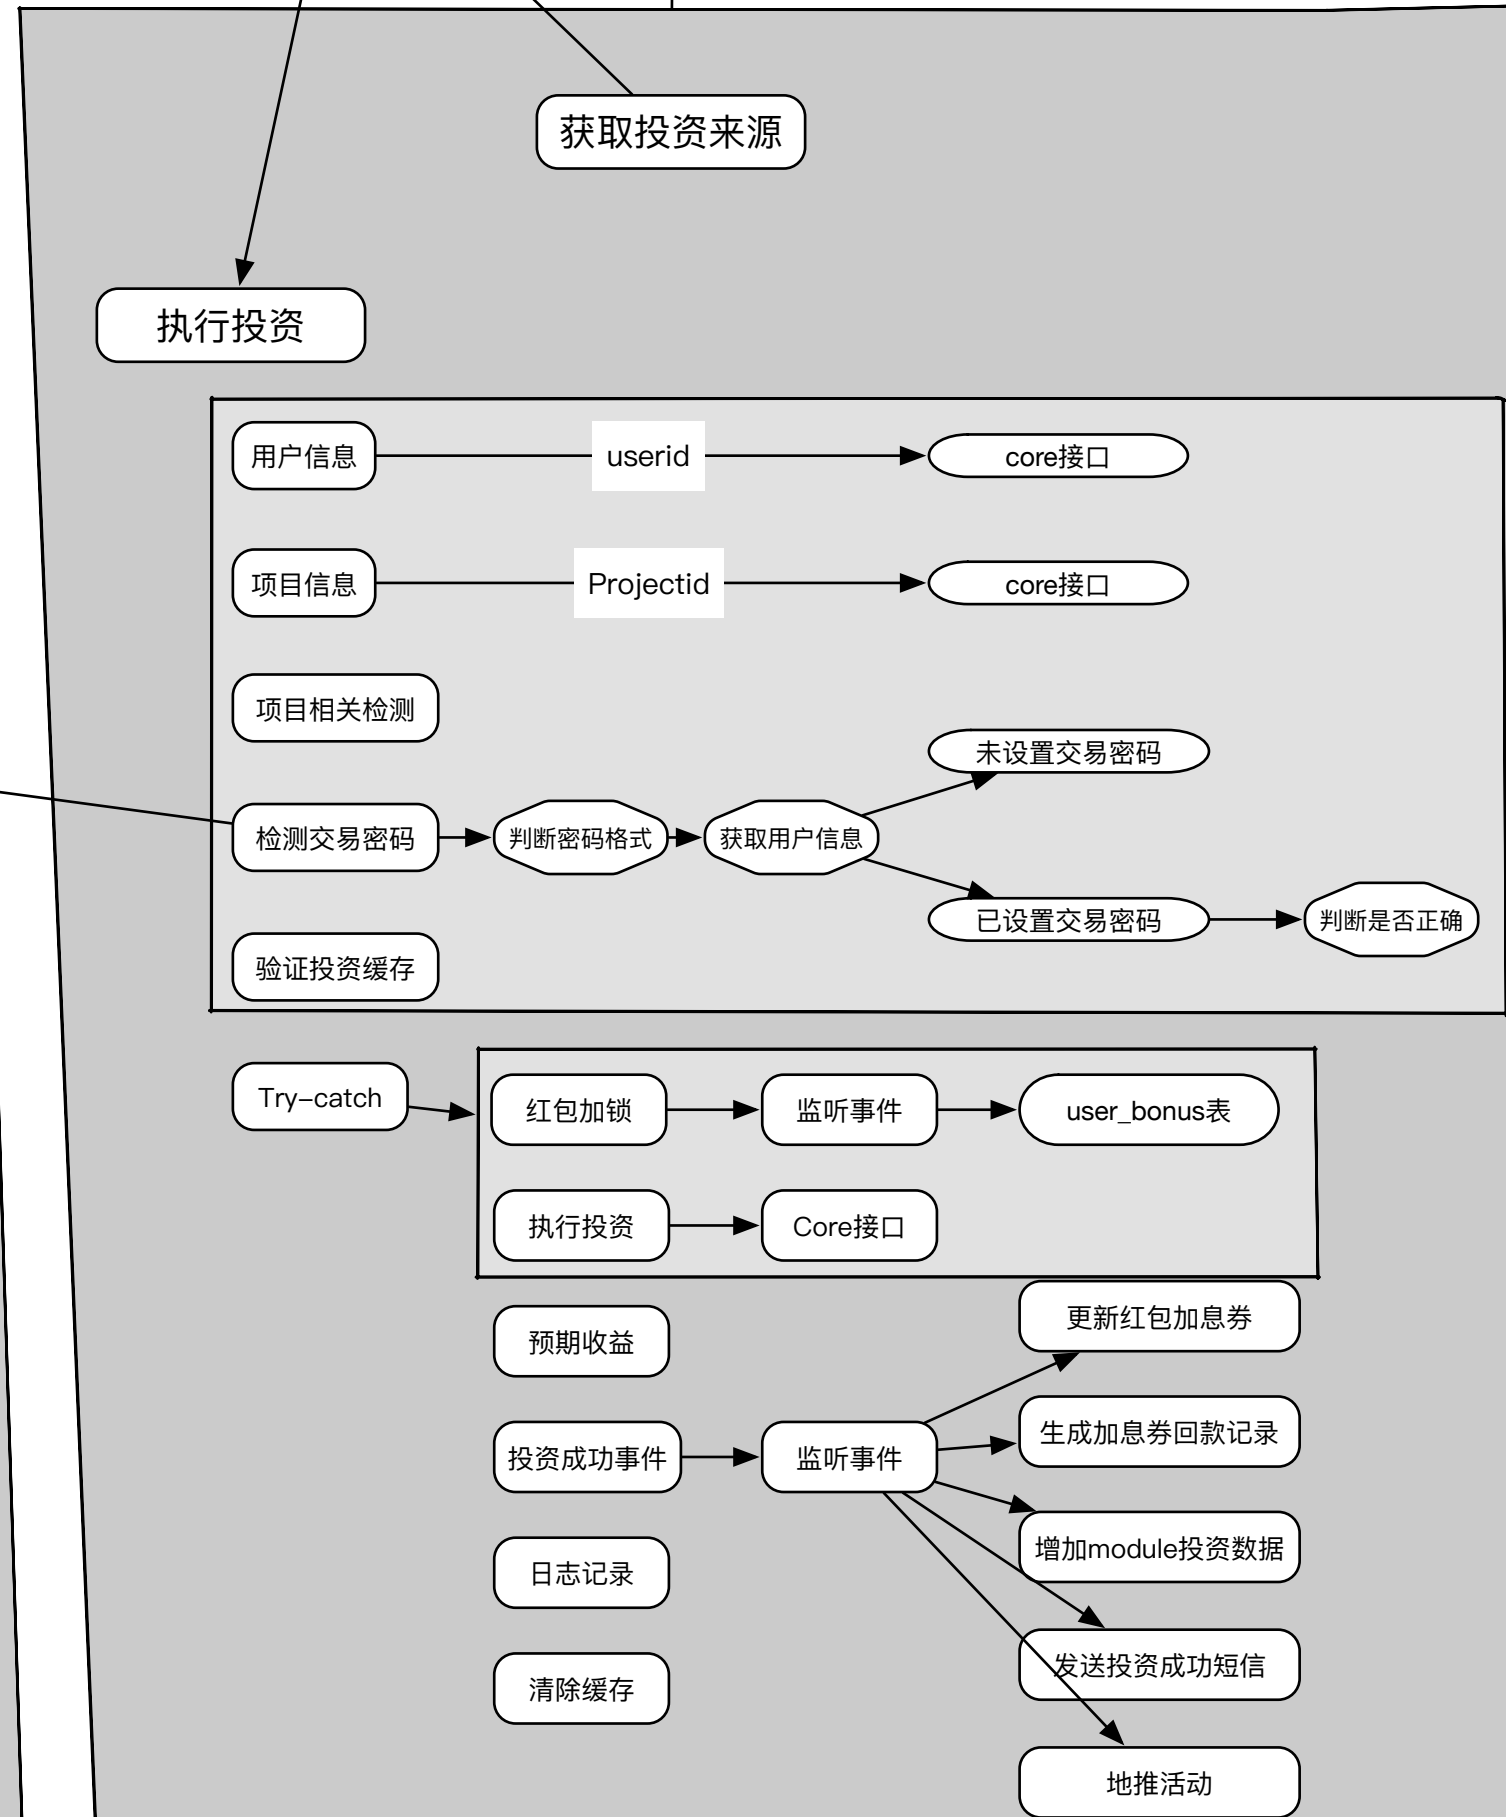 获取投资来源
执行投资
用户信息
userid
core接口
项目信息
Projectid
core接口
项目相关检测
未设置交易密码
检测交易密码
判断密码格式
获取用户信息
已设置交易密码
判断是否正确
验证投资缓存
Try-catch
红包加锁
监听事件
user_bonus表
执行投资
Core接口
更新红包加息券
预期收益
生成加息券回款记录
投资成功事件
监听事件
增加module投资数据
日志记录
发送投资成功短信
清除缓存
地推活动